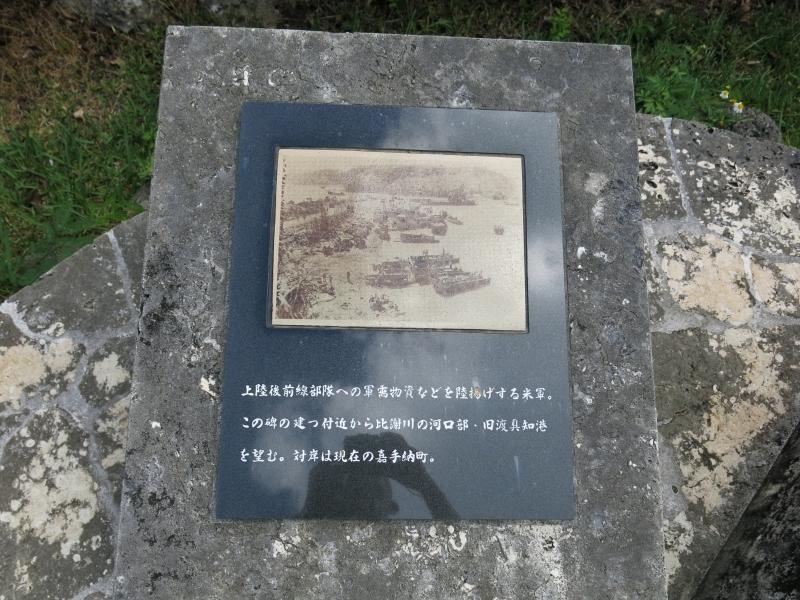 上陸後前線部隊への軍需物資などを陸揚げする米軍。
この碑の建つ付近から比謝川の河口部・旧渡具知港
を望む。対岸は現在の嘉手納町。